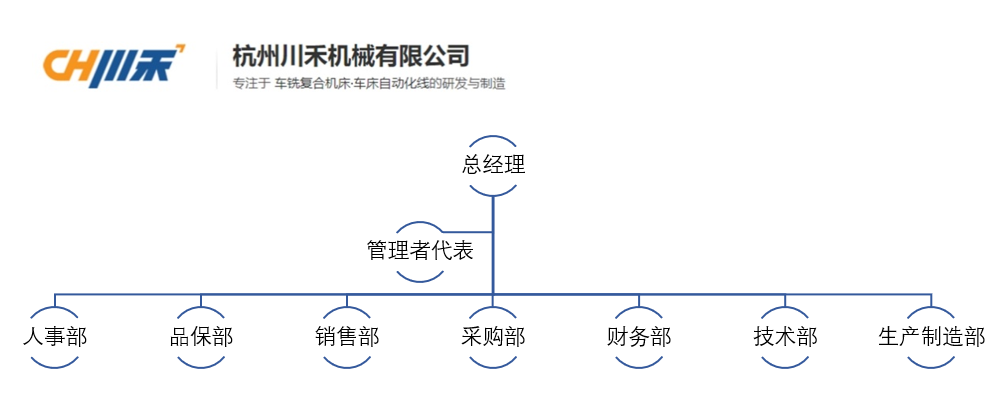 CH川禾
杭州川禾机械有限公司
专注于 车铣复合机床·车床自动化线的研发与制造
总经理
管理者代表
人事部 品保部 销售部 采购部 财务部 技术部 生产制造部